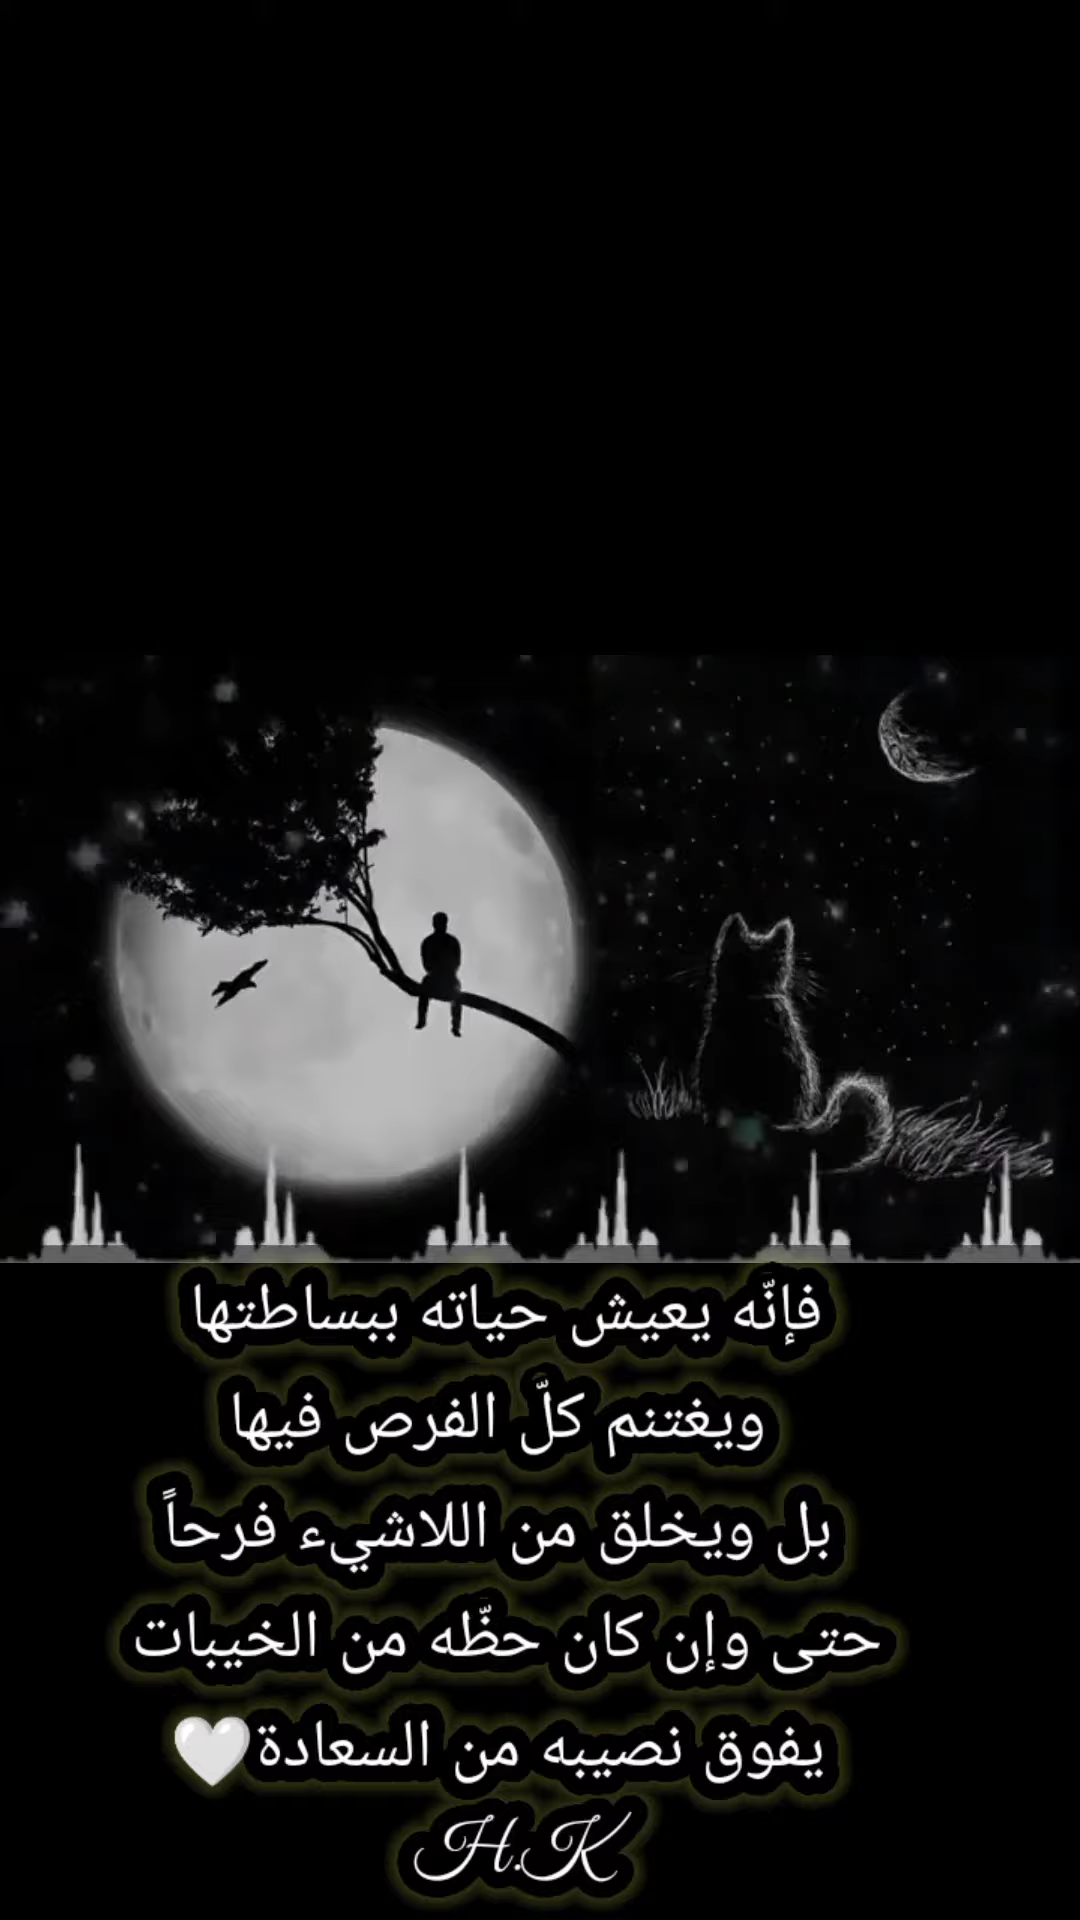 فإنّه يعيش حياته ببساطتها
ويغتنم كلّ الفرص فيها
بل ويخلق من اللاشيء فرحاً
حتى وإن كان حظّه من الخيبات
يفوق نصيبه من السعادة🤍
H.K